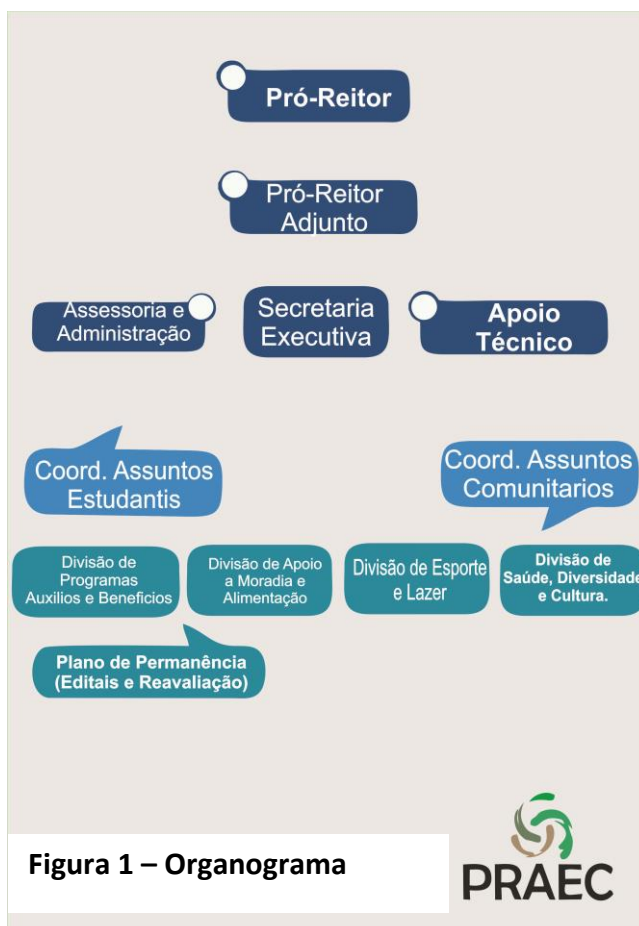 Pró-Reitor
Pró-Reitor
Adjunto
Assessoria e
Administração
Secretaria
Executiva
Apoio
Técnico
Coord. Assuntos
Estudantis
Coord. Assuntos
Comunitarios
Divisão de
Programas
Auxilios e Beneficios
Divisão de Apoio
a Moradia e
Alimentação
Divisão de Esporte
e Lazer
Divisão de
Saúde, Diversidade
e Cultura.
Plano de Permanência
(Editais e Reavaliação)
Figura 1 – Organograma
PRAEC